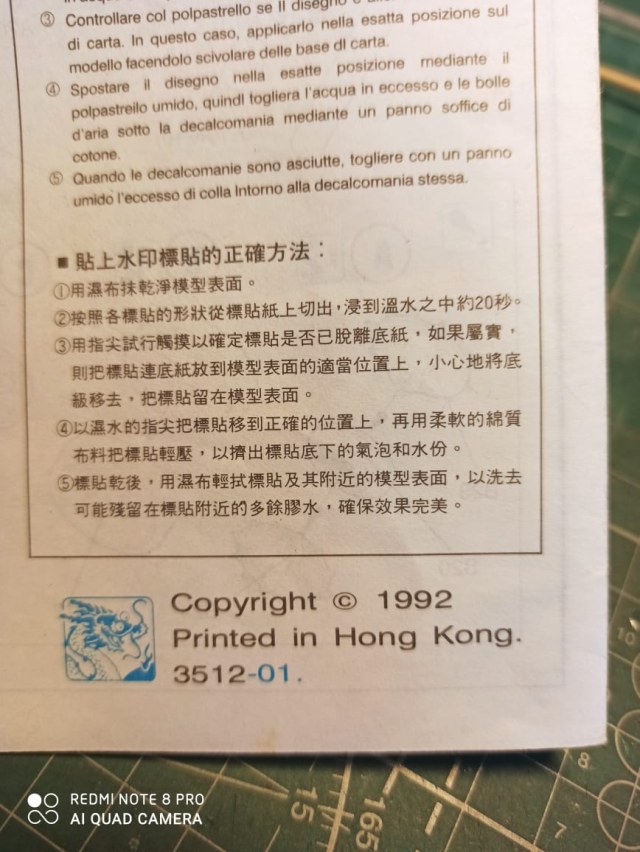 ③ Controllare col polpastrello se Il disegno
di carta. In questo caso, applicarlo nella esatta posizione sul
modello facendolo scivolare delle base di carta.
④ Spostare il disegno nella esatte posizione mediante il
polpastreilo umido, quindi togliera l'acqua in eccesso e le bolle
d'aria sotto la decalcomania mediante un panno soffice di
cotone.
⑤ Quando le decalcomanie sono asciutte, togliere con un panno
umido l'eccesso di colla Intorno alla decalcomania stessa.
■ 貼上水印標貼的正確方法：
①用濕布抹乾淨模型表面。
②按照各標貼的形狀從標貼紙上切出，浸到溫水之中約20秒。
③用指尖試行觸摸以確定標貼是否已脫離底紙，如果屬實，
則把標貼連底紙放到模型表面的適當位置上，小心地將底
級移去，把標貼留在模型表面。
④以濕水的指尖把標貼移到正確的位置上，再用柔軟的綿質
布料把標貼輕壓，以擠出標貼底下的氣泡和水份。
⑤標貼乾後，用濕布輕拭標貼及其附近的模型表面，以洗去
可能殘留在標貼附近的多餘膠水，確保效果完美。
Copyright © 1992
Printed in Hong Kong.
3512-01.
10
8
7
15
165
REDMI NOTE 8 PRO
AI QUAD CAMERA